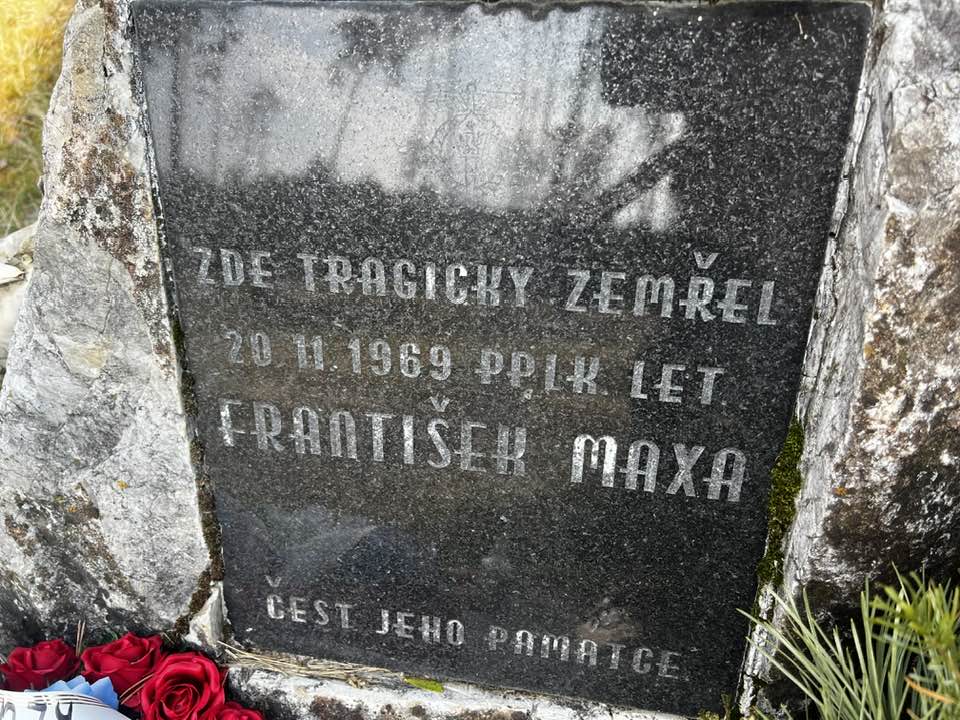 ZDE TRAGICKY ZEMŘEL
20. 11. 1969 PPLK. LET.
FRANTIŠEK MAXA
ČEST JEHO PAMATCE